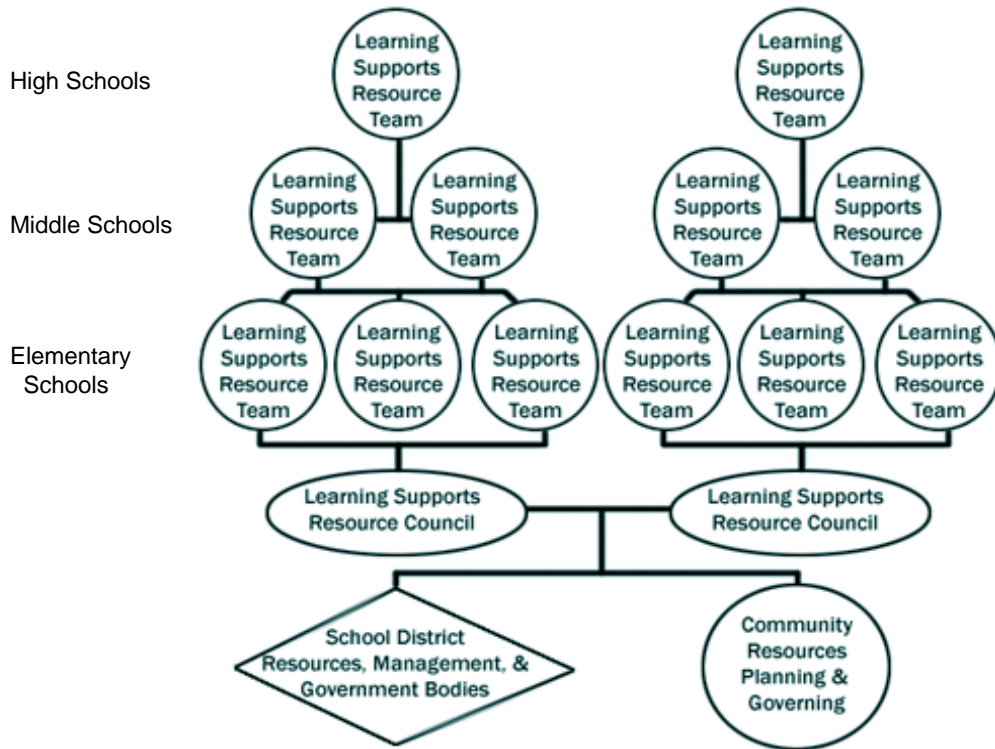 High Schools
Learning
Supports
Resource
Team
Learning
Supports
Resource
Team
Middle Schools
Learning
Supports
Resource
Team
Learning
Supports
Resource
Team
Learning
Supports
Resource
Team
Learning
Supports
Resource
Team
Elementary
Schools
Learning
Supports
Resource
Team
Learning
Supports
Resource
Team
Learning
Supports
Resource
Team
Learning
Supports
Resource
Team
Learning
Supports
Resource
Team
Learning
Supports
Resource
Team
Learning Supports
Resource Council
Learning Supports
Resource Council
School District
Resources, Management, &
Government Bodies
Community
Resources
Planning &
Governing